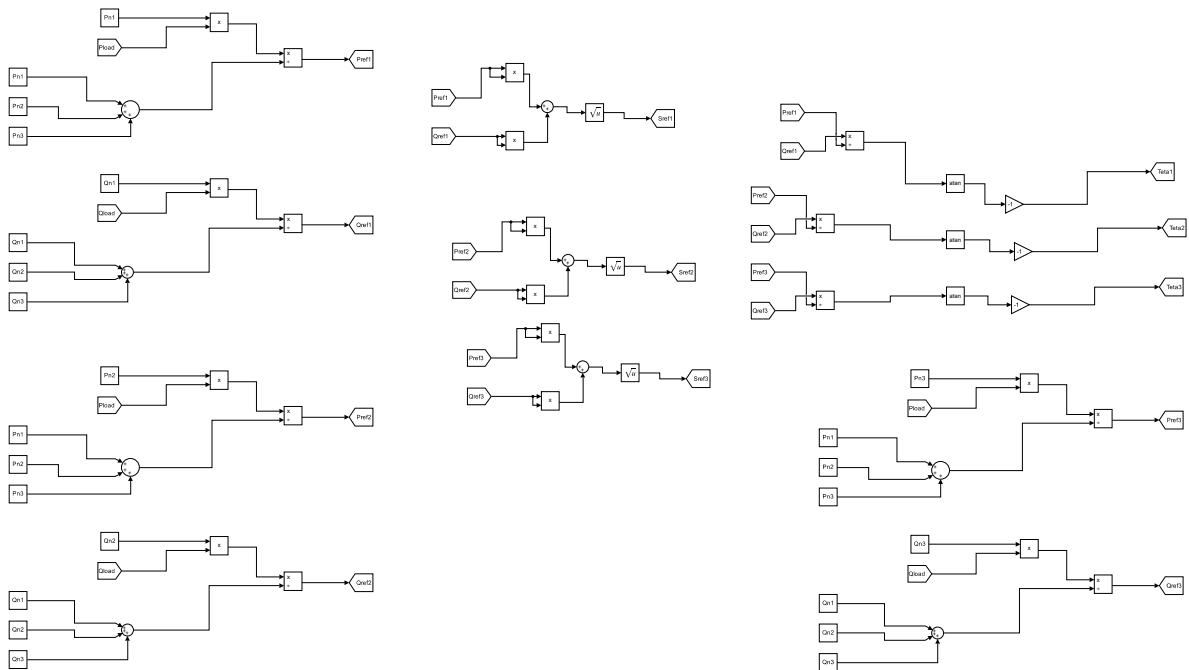 Pn1
Pload
x
x
÷
Pref1
Pn1
Pn2
Pn3
+
+
+
Qn1
Qload
x
x
÷
Qref1
Qn1
Qn2
Qn3
Pn2
Pload
x
x
÷
Pref2
Pn1
Pn2
Pn3
+
+
+
Qn2
Qload
x
x
÷
Qref2
Qn1
Qn2
Qn3
Pref1
x
Qref1
x
√u
Sref1
Pref2
x
Qref2
x
√u
Sref2
Pref3
x
Qref3
x
√u
Sref3
Pref1
Qref1
x
÷
atan
-1
Teta1
Pref2
Qref2
x
÷
atan
-1
Teta2
Pref3
Qref3
x
÷
atan
-1
Teta3
Pn3
Pload
x
x
÷
Pref3
Pn1
Pn2
Pn3
+
+
+
Qn3
Qload
x
x
÷
Qref3
Qn1
Qn2
Qn3